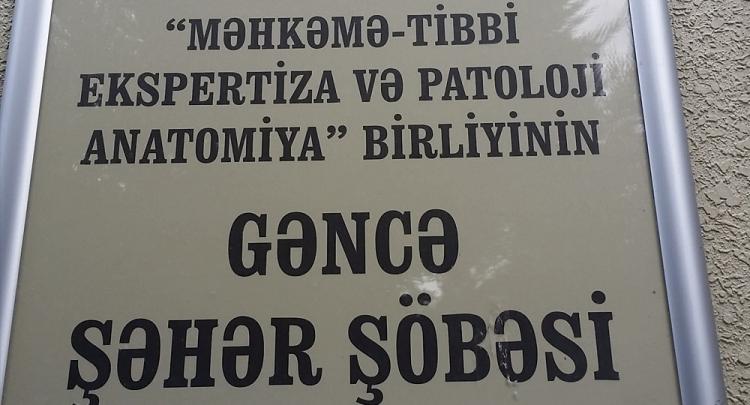 “MƏHKƏMƏ-TİBBİ
EKSPERTİZA VƏ PATOLOJİ
ANATOMİYA” BİRLİYİNİN
GƏNCƏ
ŞƏHƏR ŞÖBƏSİ